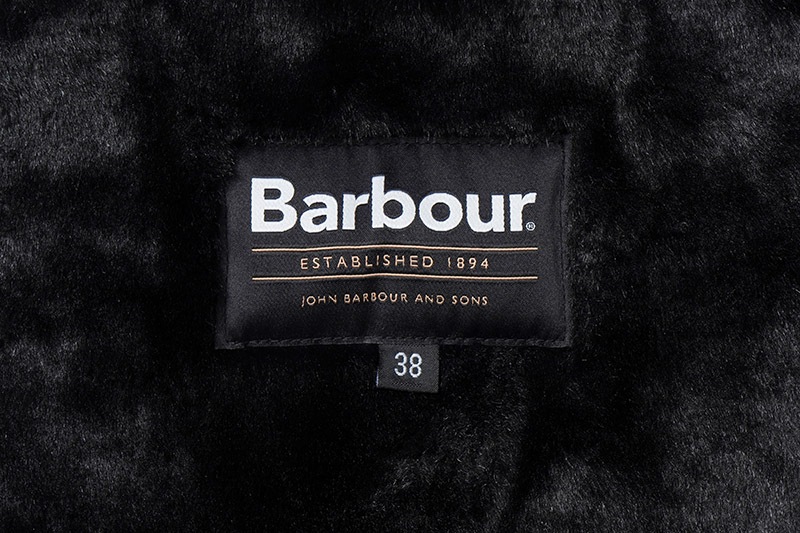 Barbour®
ESTABLISHED 1894
JOHN BARBOUR AND SONS
38